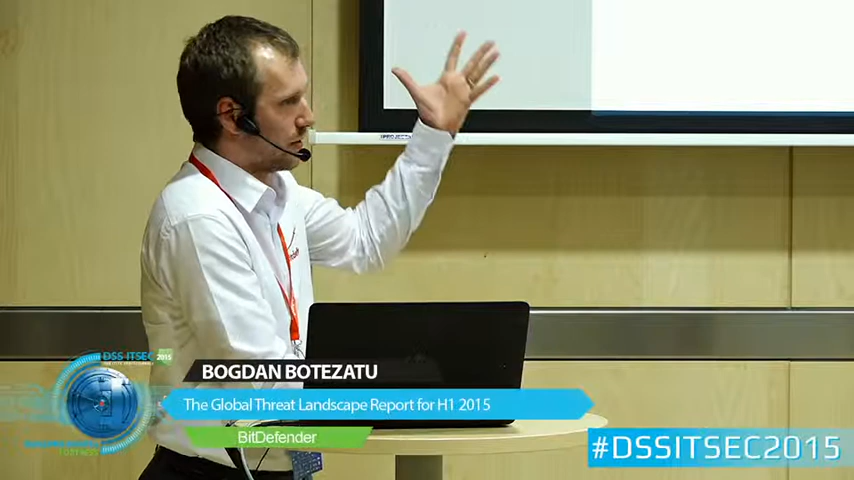 DSS ITSEC
2015
BOGDAN BOTEZATU
The Global Threat Landscape Report for H1 2015
BitDefender
#DSSITSEC2015